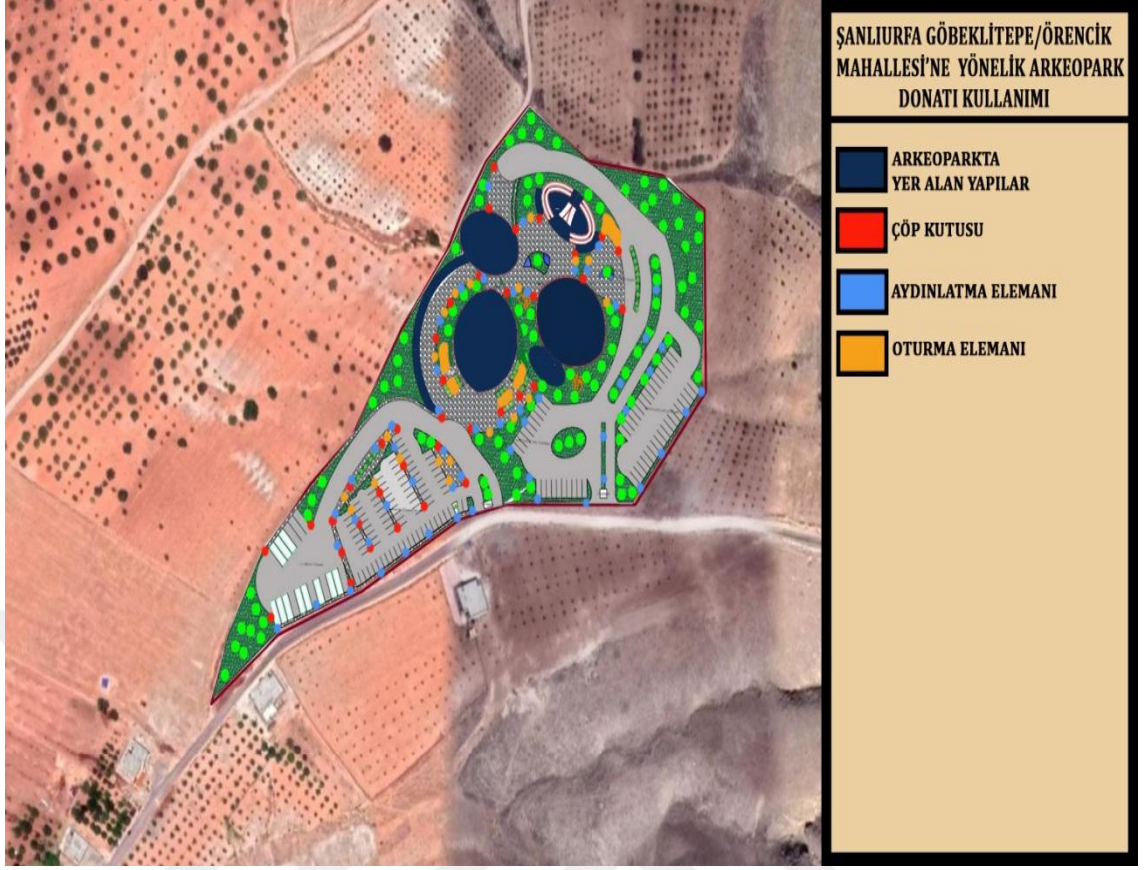 ŞANLIURFA GÖBEKLİTEPE/ÖRENCİK
MAHALLESİ'NE YÖNELİK ARKEOPARK
DONATI KULLANIMI
ARKEOPARKTA
YER ALAN YAPILAR
ÇÖP KUTUSU
AYDINLATMA ELEMANI
OTURMA ELEMANI